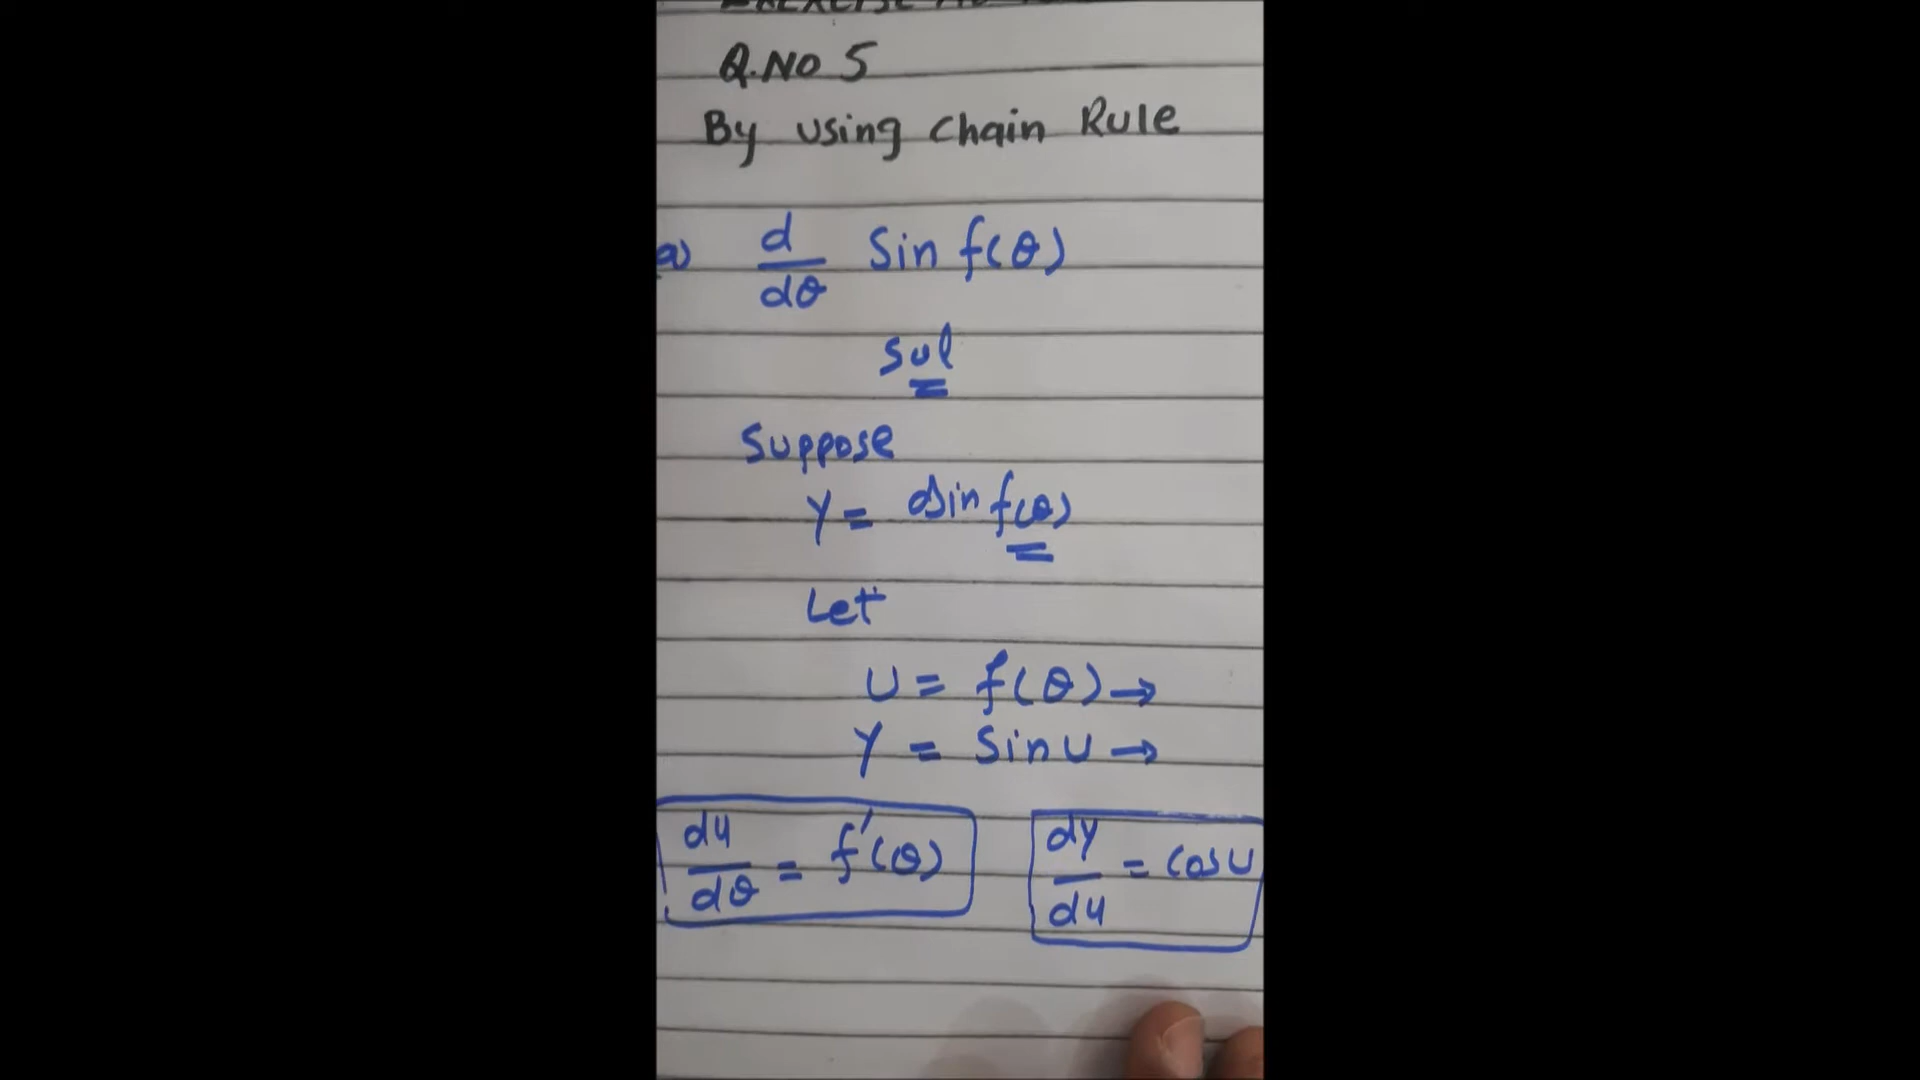 Q.NO 5
By using chain Rule
a) d/dθ Sin f(θ)
Sol
Suppose
Y = Sin f(θ)
Let
U = f(θ) →
Y = Sin U →
du/dθ = f'(θ) dy/du = Cos U